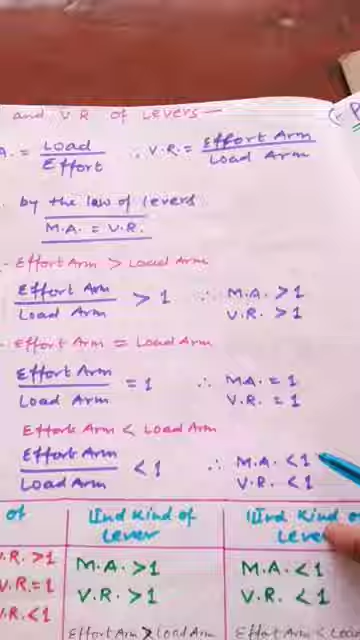 and V.R of Levers—
A. = Load / Effort ∴ V.R. = Effort Arm / Load Arm
by the law of levers
M.A. = V.R.
- Effort Arm > Load Arm
Effort Arm / Load Arm > 1 ∴ M.A. > 1
V.R. > 1
- Effort Arm = Load Arm
Effort Arm / Load Arm = 1 ∴ M.A. = 1
V.R. = 1
Effort Arm < Load Arm
Effort Arm / Load Arm < 1 ∴ M.A. < 1
V.R. < 1
of
IInd Kind of Lever
IIIrd Kind of Lever
V.R. > 1
V.R. = 1
V.R. < 1
M.A. > 1
V.R. > 1
Effort Arm > Load Arm
M.A. < 1
V.R. < 1
Effort Arm < Load Arm